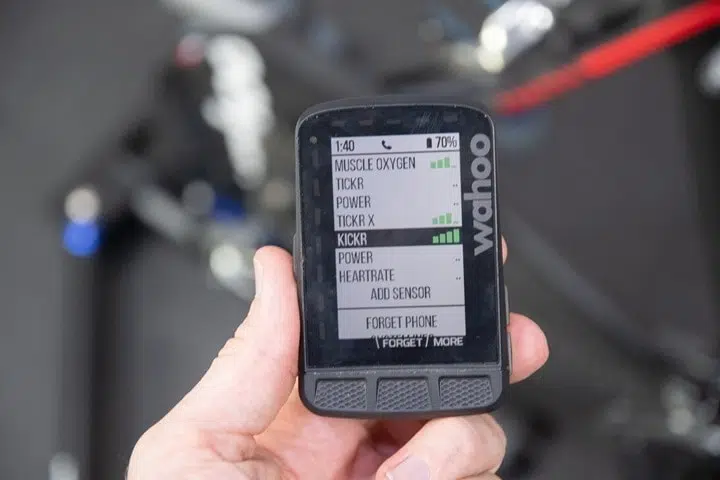 1:40 70%
MUSCLE OXYGEN
TICKR
POWER
TICKR X
KICKR
POWER
HEARTRATE
ADD SENSOR
FORGET PHONE
FORGET MORE
wahoo